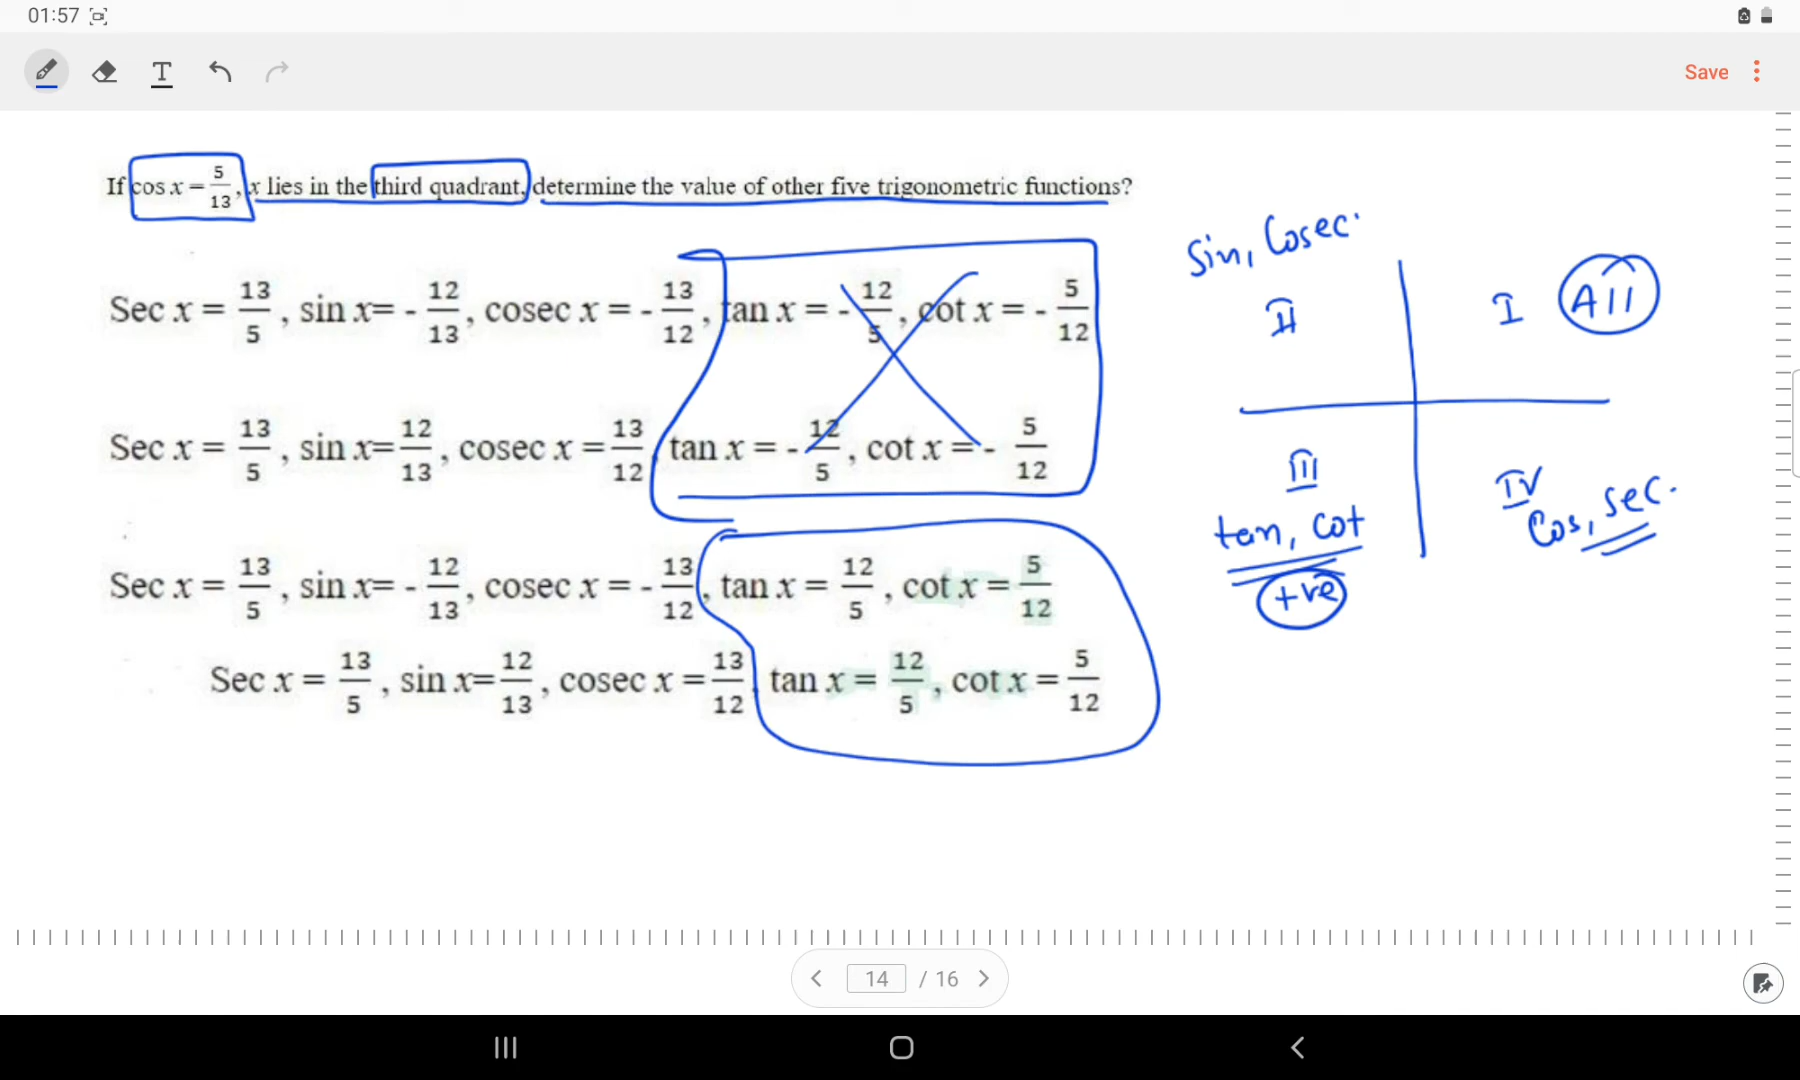 01:57
Save
If cos x = 5/13, x lies in the third quadrant, determine the value of other five trigonometric functions?
Sin, Cosec.
Sec x = 13/5, sin x= - 12/13, cosec x = - 13/12, tan x = - 12/5, cot x = - 5/12
II
I
All
Sec x = 13/5, sin x= 12/13, cosec x = 13/12 tan x = - 12/5, cot x = - 5/12
III
tan, cot
+ve
IV
Cos, sec.
Sec x = 13/5, sin x= - 12/13, cosec x = - 13/12, tan x = 12/5, cot x = 5/12
Sec x = 13/5, sin x= 12/13, cosec x = 13/12 tan x = 12/5, cot x = 5/12
14 / 16